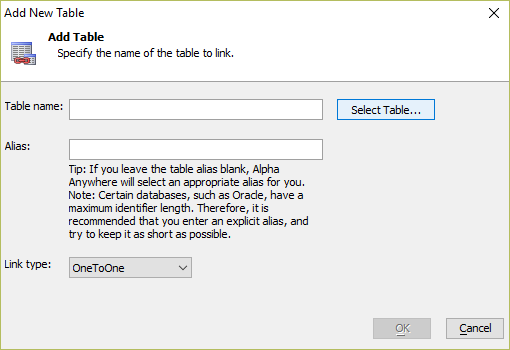 Add New Table
Add Table
Specify the name of the table to link.
Table name:
Select Table...
Alias:
Tip: If you leave the table alias blank, Alpha
Anywhere will select an appropriate alias for you.
Note: Certain databases, such as Oracle, have a
maximum identifier length. Therefore, it is
recommended that you enter an explicit alias, and
try to keep it as short as possible.
Link type:
OneToOne
OK
Cancel